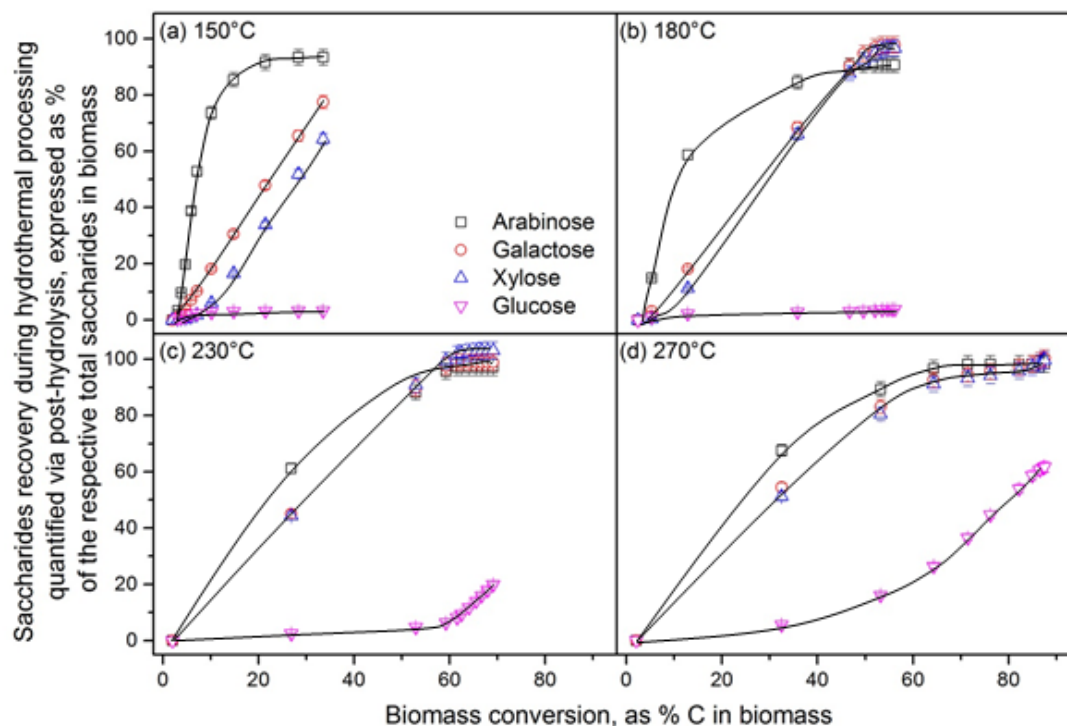 Saccharides recovery during hydrothermal processing
quantified via post-hydrolysis, expressed as %
of the respective total saccharides in biomass
(a) 150°C
(b) 180°C
100
80
60
40
20
0
Arabinose
Galactose
Xylose
Glucose
(c) 230°C
(d) 270°C
100
80
60
40
20
0
0 20 40 60 80 0 20 40 60 80
Biomass conversion, as % C in biomass